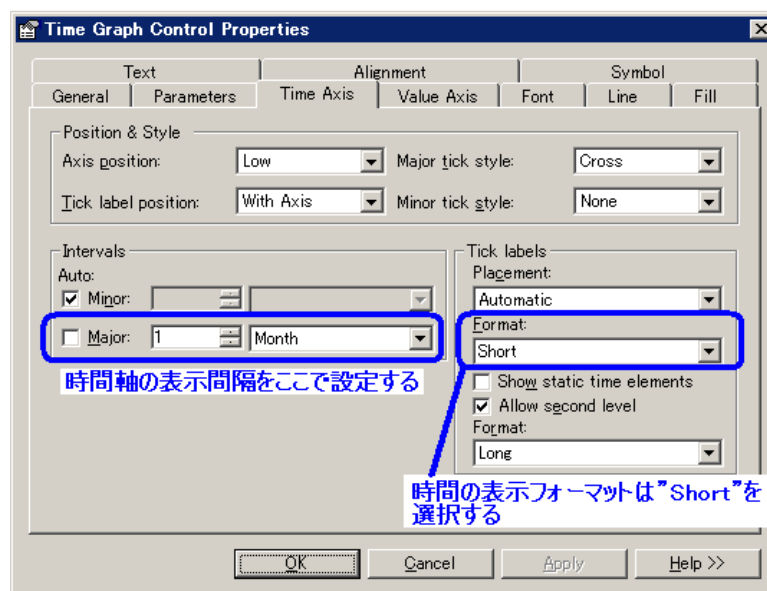 Time Graph Control Properties
Text Alignment Symbol
General Parameters Time Axis Value Axis Font Line Fill
Position & Style
Axis position: Low Major tick style: Cross
Tick label position: With Axis Minor tick style: None
Intervals
Auto:
Minor:
Major: 1 Month
時間軸の表示間隔をここで設定する
Tick labels
Placement:
Automatic
Format:
Short
Show static time elements
Allow second level
Format:
Long
時間の表示フォーマットは”Short”を
選択する
OK Cancel Apply Help >>